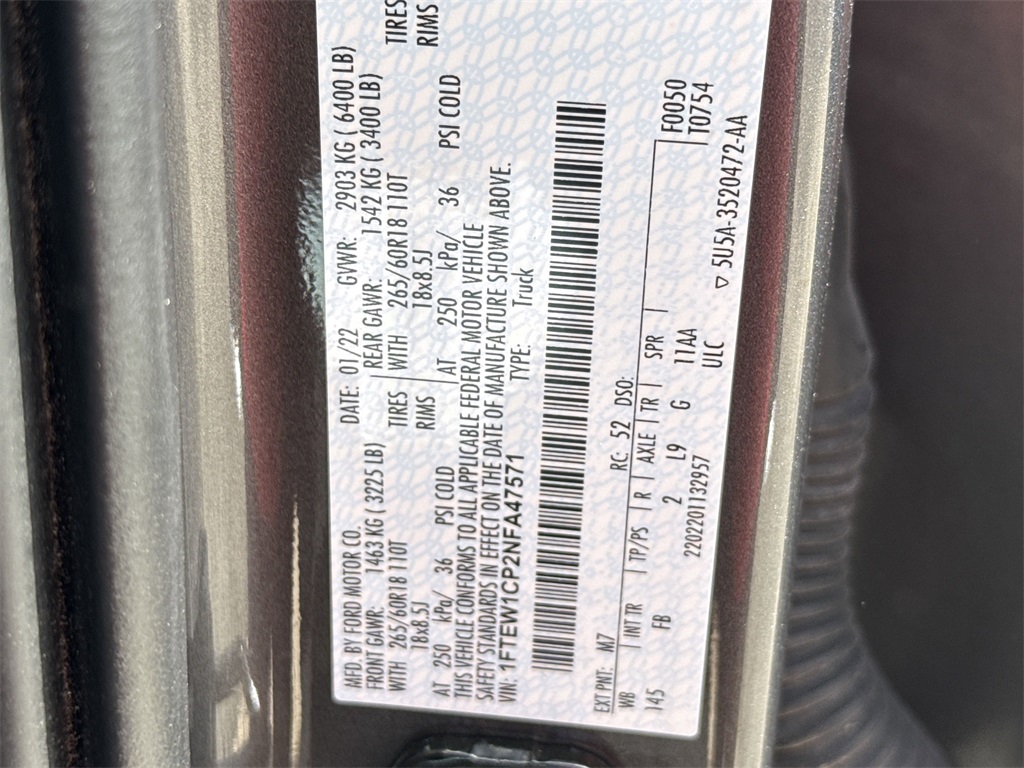 MFD. BY FORD MOTOR CO. DATE: 01/22 GVWR: 2903 KG ( 6400 LB)
FRONT GAWR: 1463 KG ( 3225 LB) REAR GAWR: 1542 KG ( 3400 LB)
WITH 265/60R18 110T TIRES WITH 265/60R18 110T TIRES
18x8.5J RIMS 18x8.5J RIMS
AT 250 kPa/ 36 PSI COLD AT 250 kPa/ 36 PSI COLD
THIS VEHICLE CONFORMS TO ALL APPLICABLE FEDERAL MOTOR VEHICLE
SAFETY STANDARDS IN EFFECT ON THE DATE OF MANUFACTURE SHOWN ABOVE.
VIN: 1FTEW1CP2NFA47571 TYPE: Truck
EXT PNT: M7 RC: 52 DSO: F0050
WB INT TR TP/PS R AXLE TR SPR T0754
145 FB 2 L9 G 11AA
220220132957 ULC
▽ 5U5A-3520472-AA